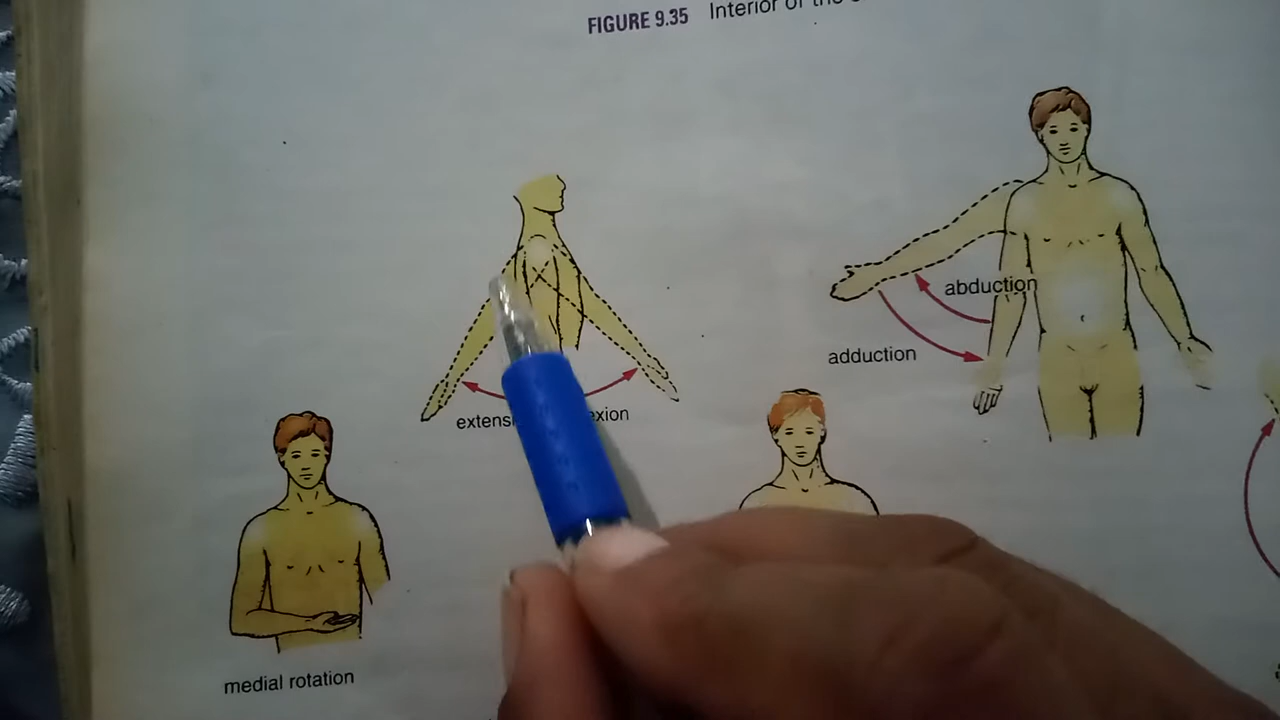 FIGURE 9.35 Interior of the
abduction
adduction
medial rotation